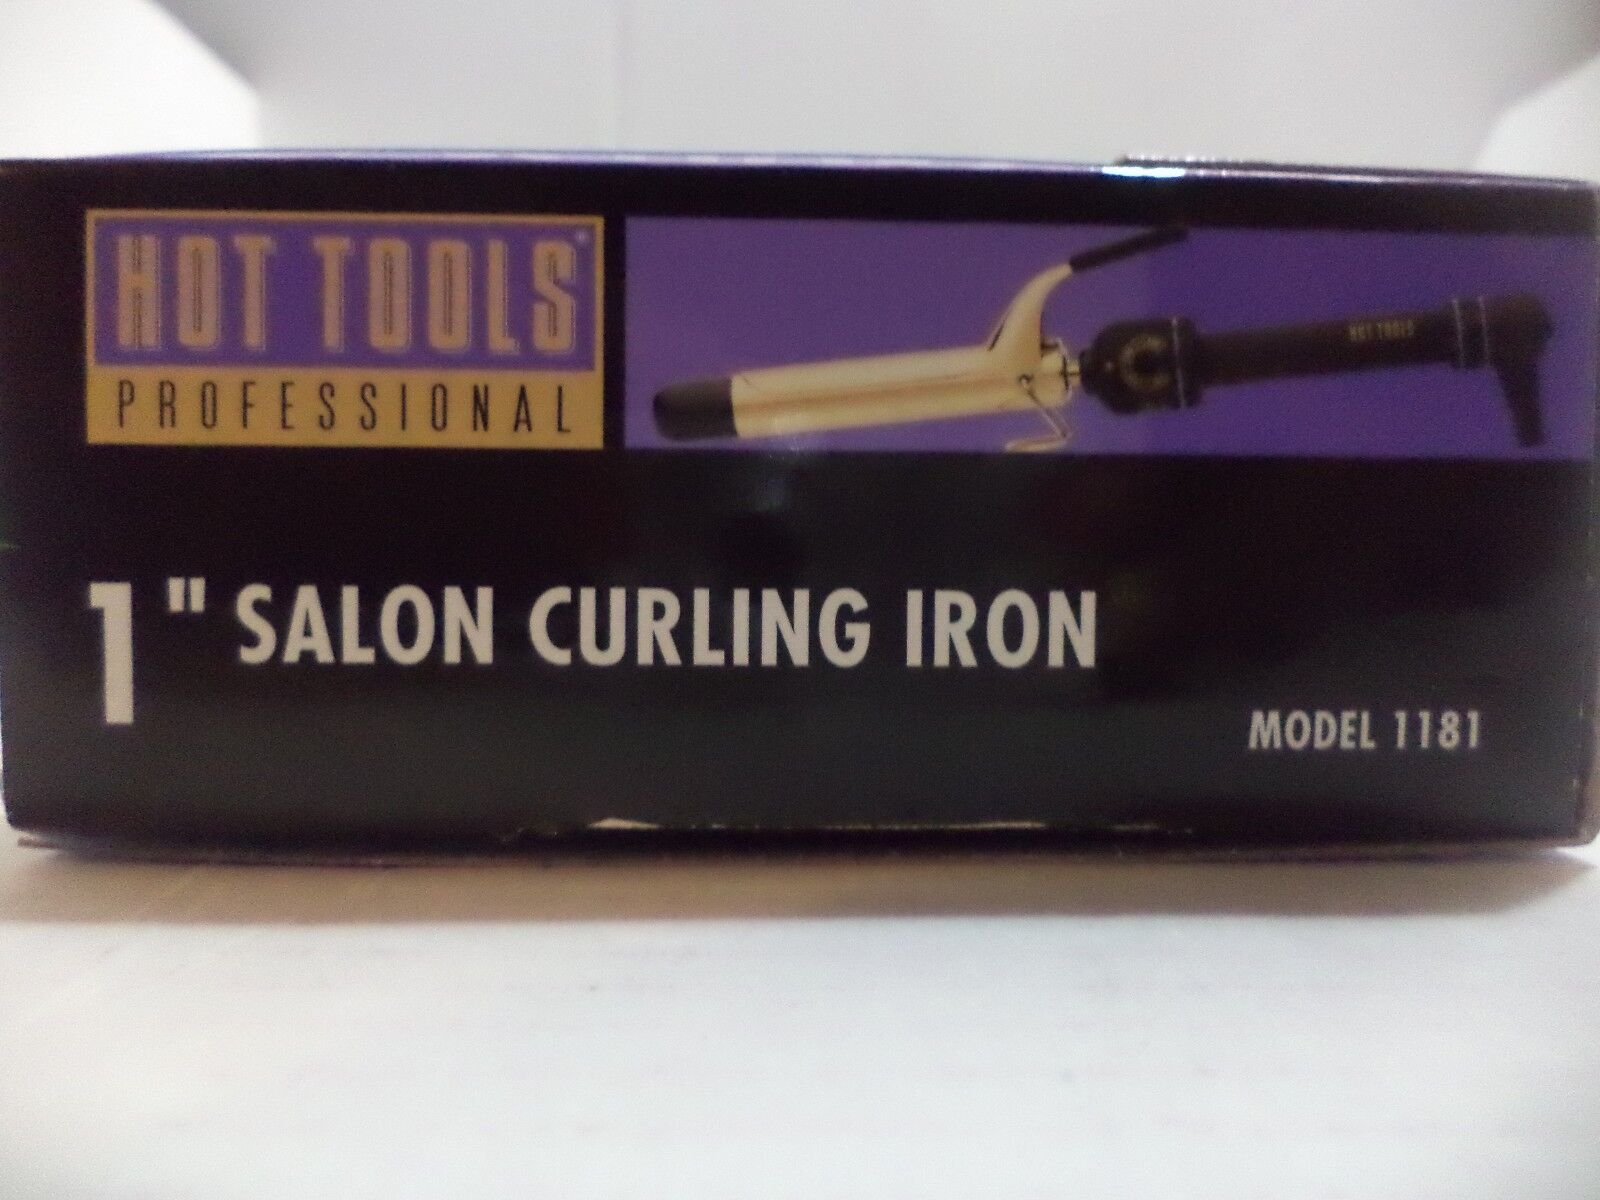 HOT TOOLS®
PROFESSIONAL
HOT TOOLS
1" SALON CURLING IRON
MODEL 1181